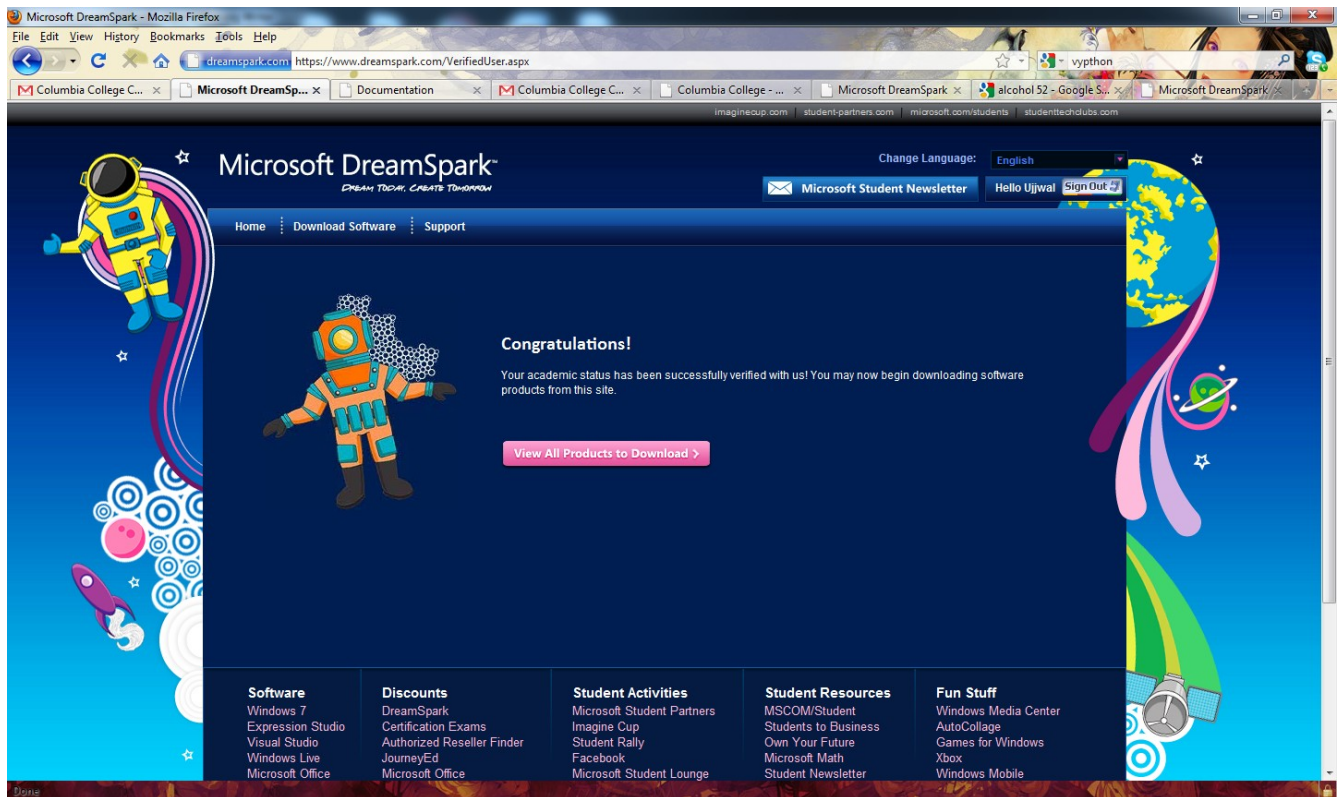 Microsoft DreamSpark - Mozilla Firefox
File Edit View History Bookmarks Tools Help
dreamspark.com https://www.dreamspark.com/VerifiedUser.aspx
vypthon
Columbia College C...
Microsoft DreamSp...
Documentation
Columbia College C...
Columbia College - ...
Microsoft DreamSpark
alcohol 52 - Google S...
Microsoft DreamSpark
imaginecup.com student-partners.com microsoft.com/students studenttechclubs.com
Microsoft DreamSpark™
DREAM TODAY. CREATE TOMORROW
Change Language: English
Microsoft Student Newsletter
Hello Ujjwal Sign Out
Home Download Software Support
Congratulations!
Your academic status has been successfully verified with us! You may now begin downloading software
products from this site.
View All Products to Download >
Software
Windows 7
Expression Studio
Visual Studio
Windows Live
Microsoft Office
Discounts
DreamSpark
Certification Exams
Authorized Reseller Finder
JourneyEd
Microsoft Office
Student Activities
Microsoft Student Partners
Imagine Cup
Student Rally
Facebook
Microsoft Student Lounge
Student Resources
MSCOM/Student
Students to Business
Own Your Future
Microsoft Math
Student Newsletter
Fun Stuff
Windows Media Center
AutoCollage
Games for Windows
Xbox
Windows Mobile
Done